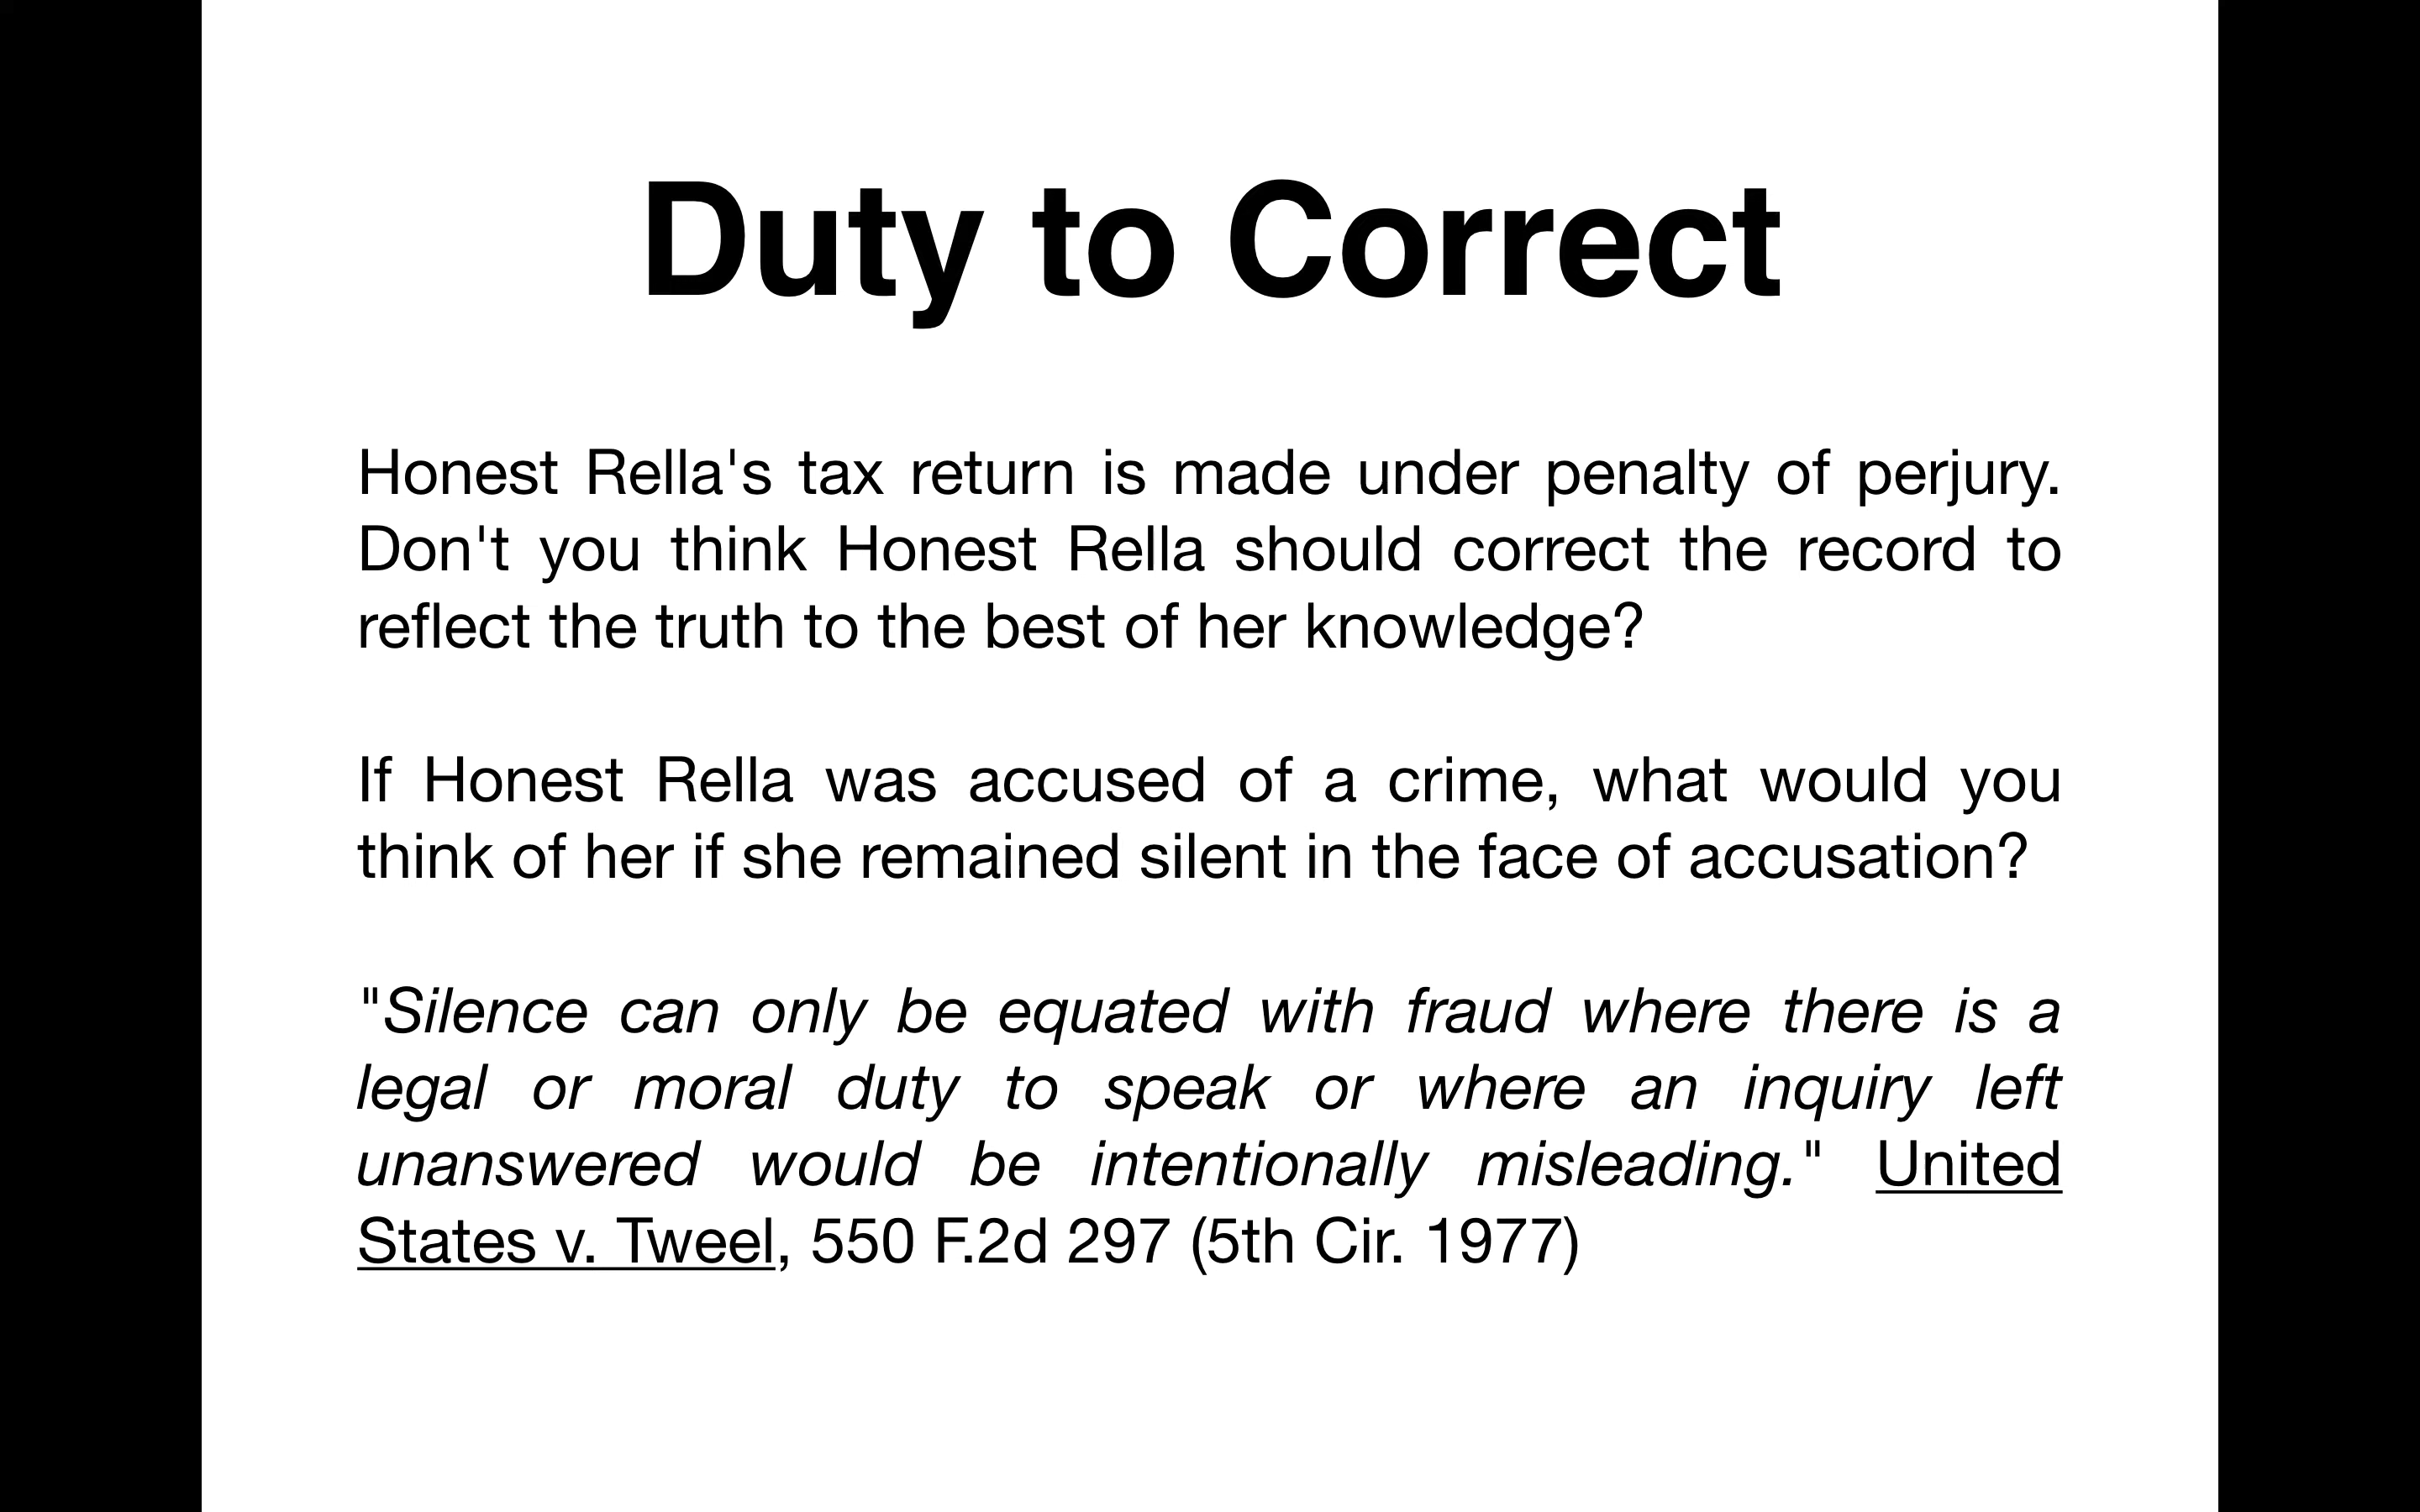 Duty to Correct
Honest Rella's tax return is made under penalty of perjury.
Don't you think Honest Rella should correct the record to
reflect the truth to the best of her knowledge?
If Honest Rella was accused of a crime, what would you
think of her if she remained silent in the face of accusation?
"Silence can only be equated with fraud where there is a
legal or moral duty to speak or where an inquiry left
unanswered would be intentionally misleading." United
States v. Tweel, 550 F.2d 297 (5th Cir. 1977)